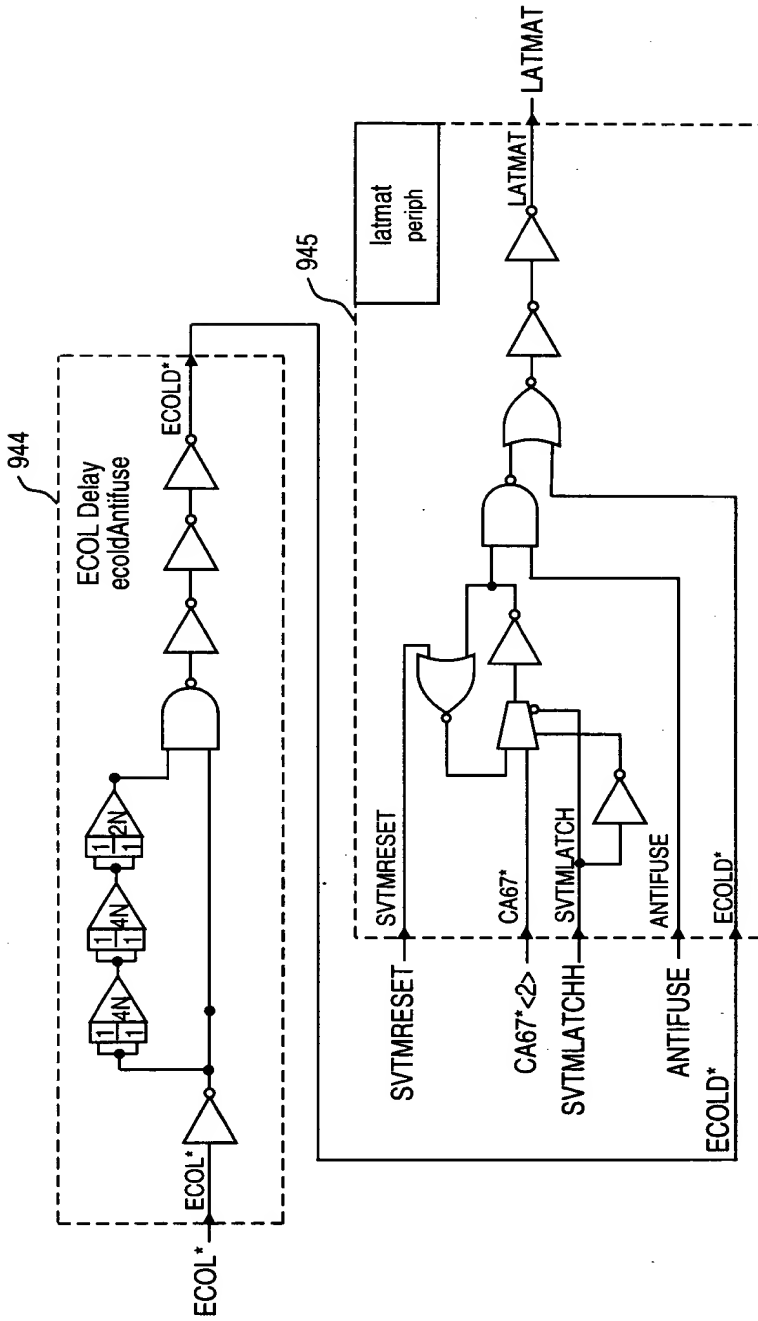 944
ECOL Delay
ecoldAntifuse
ECOL*
ECOL*
1
1
4N
1
1
4N
1
1
2N
ECOLD*
945
latmat
periph
SVTMRESET
SVTMRESET
CA67*<2>
CA67*
SVTMLATCHH
SVTMLATCH
ANTIFUSE
ANTIFUSE
ECOLD*
ECOLD*
LATMAT
LATMAT